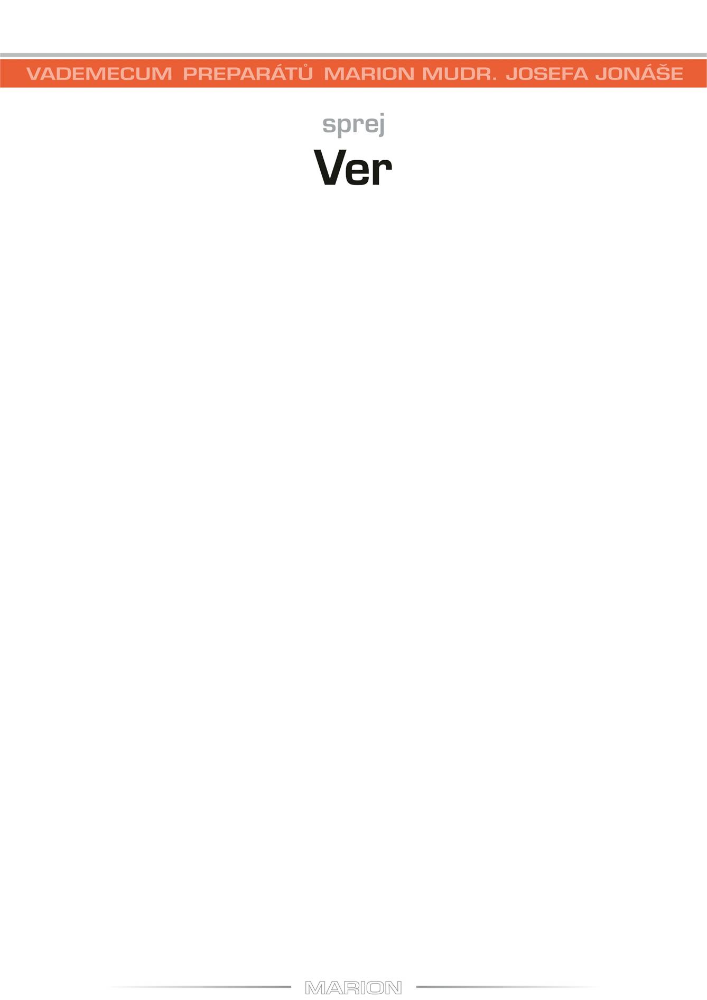 VADEMECUM PREPARÁTŮ MARION MUDR. JOSEFA JONÁŠE
sprej
Ver
MARION